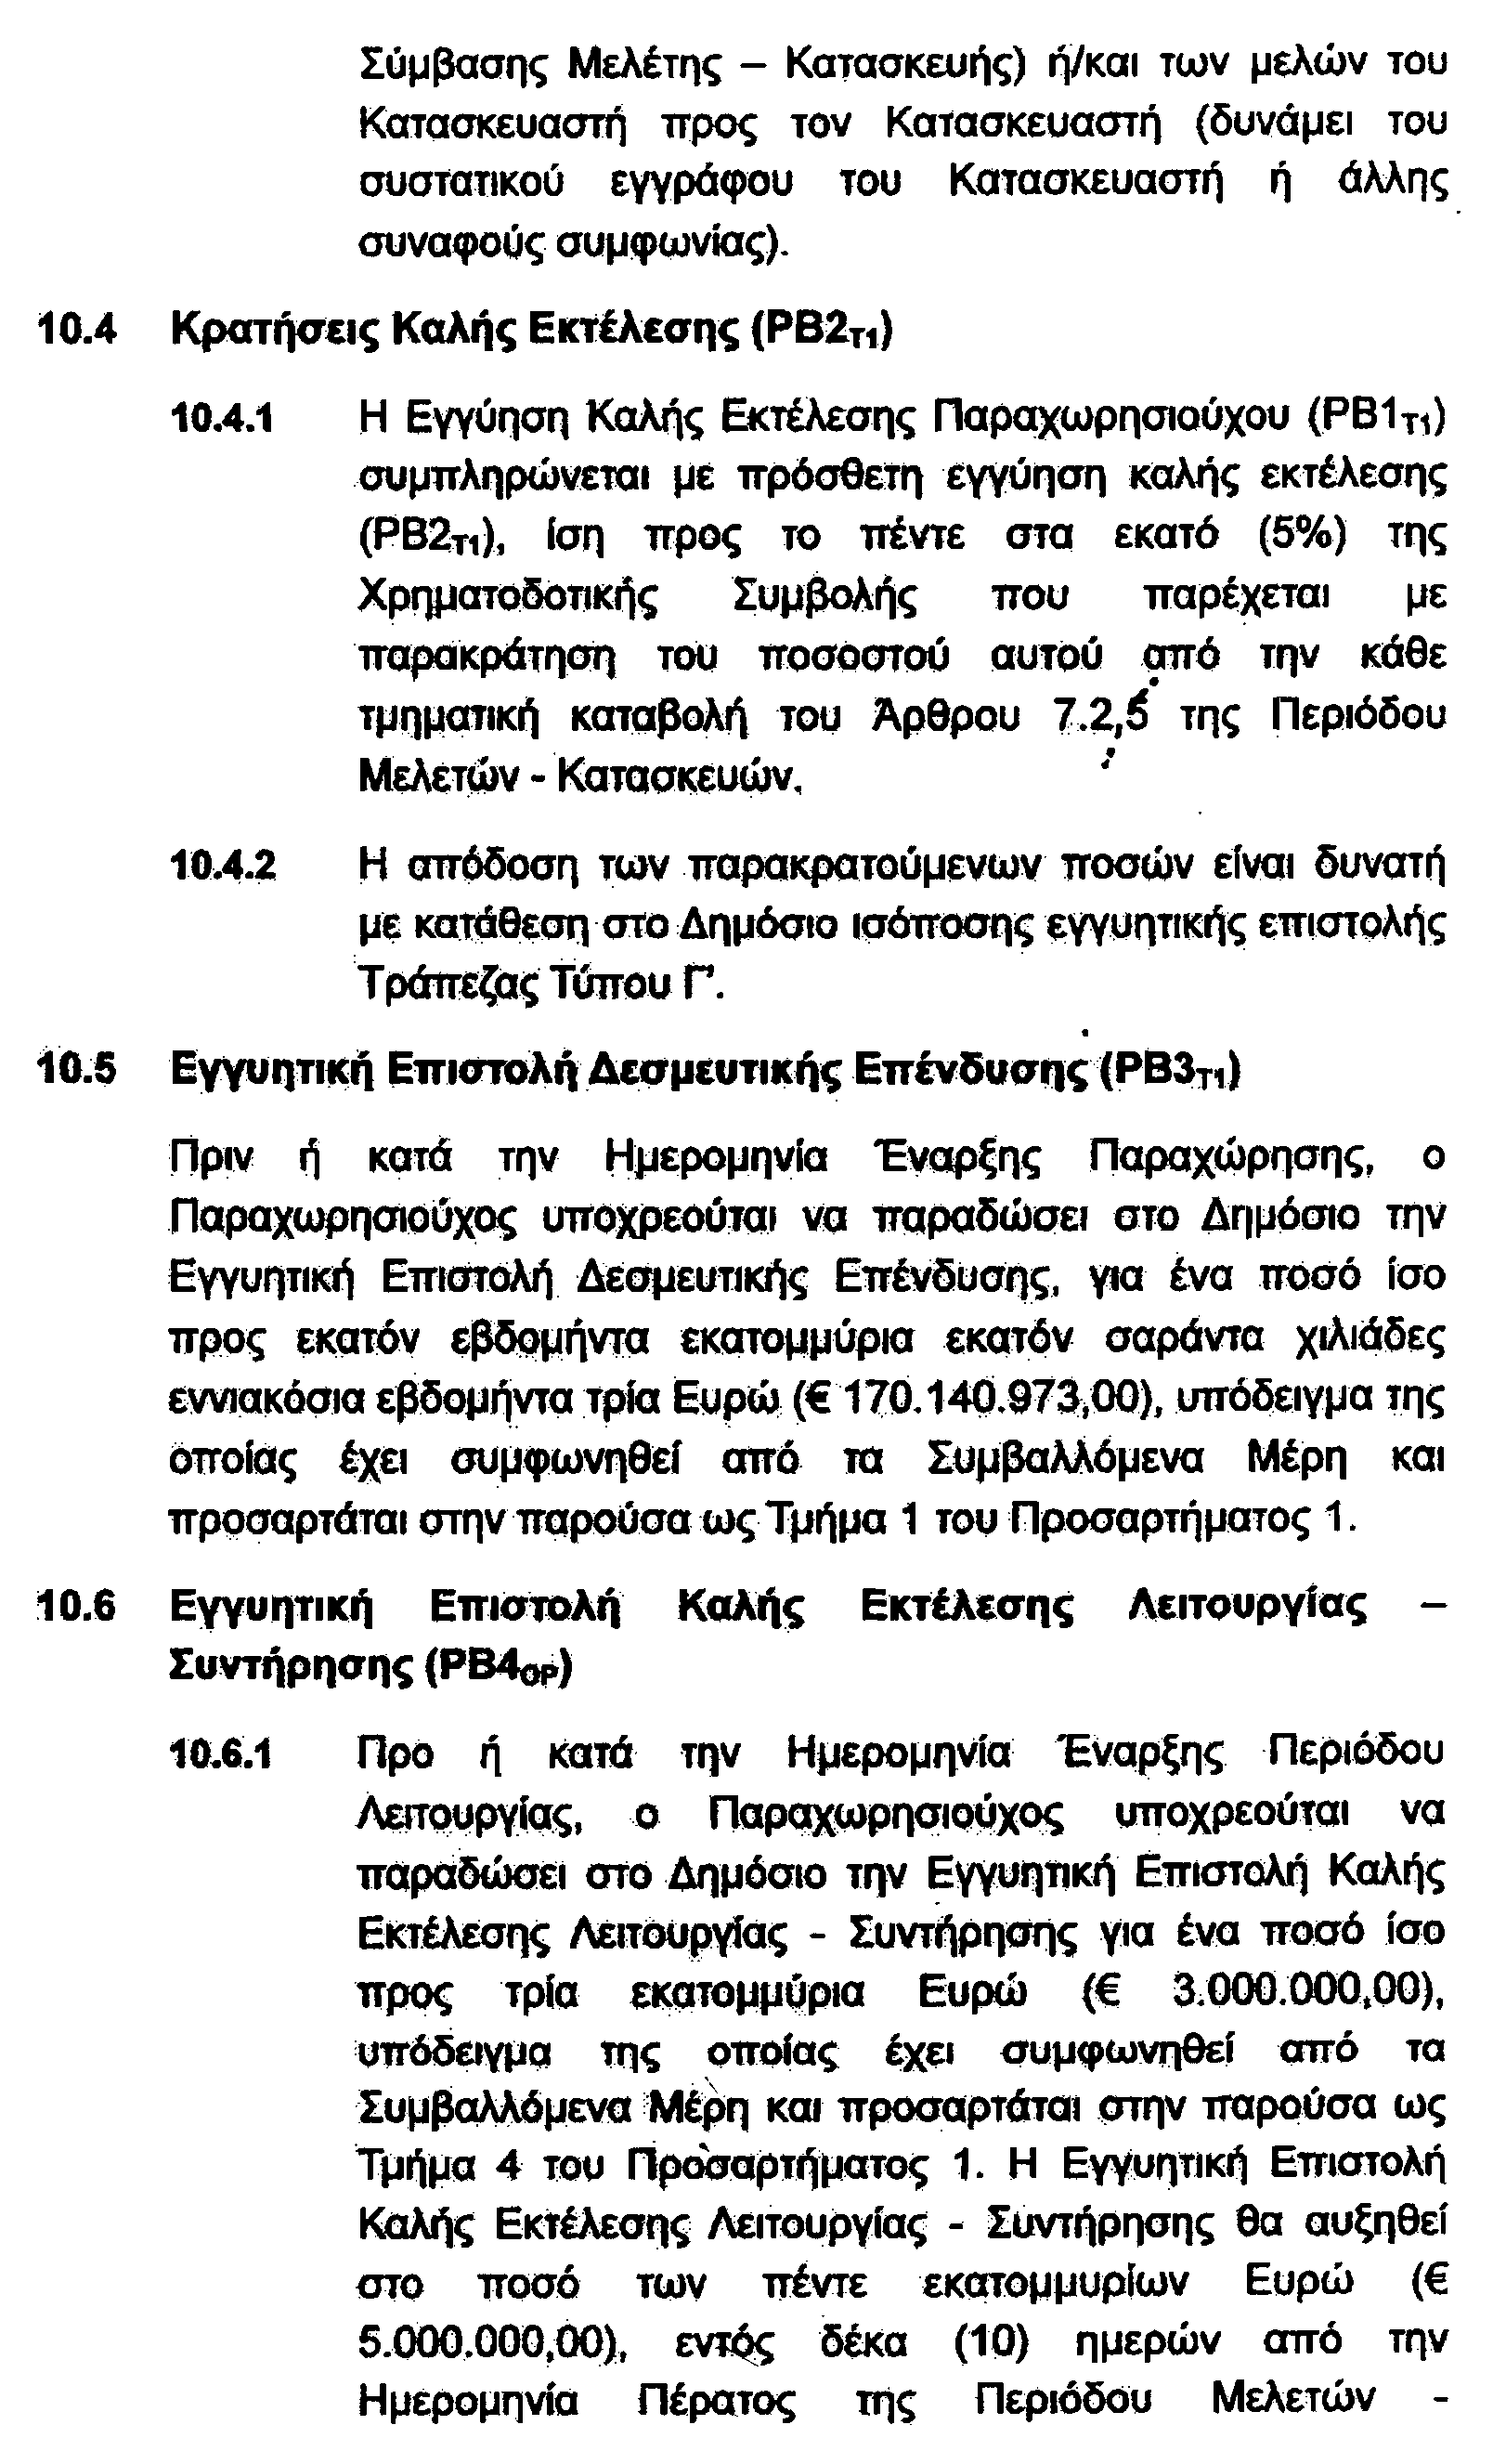 Σύμβασης Μελέτης – Κατασκευής) ή/και των μελών του
Κατασκευαστή προς τον Κατασκευαστή (δυνάμει του
συστατικού εγγράφου του Κατασκευαστή ή άλλης
συναφούς συμφωνίας).
10.4 Κρατήσεις Καλής Εκτέλεσης (PB2T1)
10.4.1 Η Εγγύηση Καλής Εκτέλεσης Παραχωρησιούχου (PB1T1)
συμπληρώνεται με πρόσθετη εγγύηση καλής εκτέλεσης
(PB2T1), ίση προς το πέντε στα εκατό (5%) της
Χρηματοδοτικής Συμβολής που παρέχεται με
παρακράτηση του ποσοστού αυτού από την κάθε
τμηματική καταβολή του Άρθρου 7.2,5 της Περιόδου
Μελετών - Κατασκευών.
10.4.2 Η απόδοση των παρακρατούμενων ποσών είναι δυνατή
με κατάθεση στο Δημόσιο ισόποσης εγγυητικής επιστολής
Τράπεζας Τύπου Γ'.
10.5 Εγγυητική Επιστολή Δεσμευτικής Επένδυσης (PB3T1)
Πριν ή κατά την Ημερομηνία Έναρξης Παραχώρησης, ο
Παραχωρησιούχος υποχρεούται να παραδώσει στο Δημόσιο την
Εγγυητική Επιστολή Δεσμευτικής Επένδυσης, για ένα ποσό ίσο
προς εκατόν εβδομήντα εκατομμύρια εκατόν σαράντα χιλιάδες
εννιακόσια εβδομήντα τρία Ευρώ (€ 170.140.973,00), υπόδειγμα της
οποίας έχει συμφωνηθεί από τα Συμβαλλόμενα Μέρη και
προσαρτάται στην παρούσα ως Τμήμα 1 του Προσαρτήματος 1.
10.6 Εγγυητική Επιστολή Καλής Εκτέλεσης Λειτουργίας –
Συντήρησης (PB4OP)
10.6.1 Προ ή κατά την Ημερομηνία Έναρξης Περιόδου
Λειτουργίας, ο Παραχωρησιούχος υποχρεούται να
παραδώσει στο Δημόσιο την Εγγυητική Επιστολή Καλής
Εκτέλεσης Λειτουργίας - Συντήρησης για ένα ποσό ίσο
προς τρία εκατομμύρια Ευρώ (€ 3.000.000,00),
υπόδειγμα της οποίας έχει συμφωνηθεί από τα
Συμβαλλόμενα Μέρη και προσαρτάται στην παρούσα ως
Τμήμα 4 του Προσαρτήματος 1. Η Εγγυητική Επιστολή
Καλής Εκτέλεσης Λειτουργίας - Συντήρησης θα αυξηθεί
στο ποσό των πέντε εκατομμυρίων Ευρώ (€
5.000.000,00), εντός δέκα (10) ημερών από την
Ημερομηνία Πέρατος της Περιόδου Μελετών -